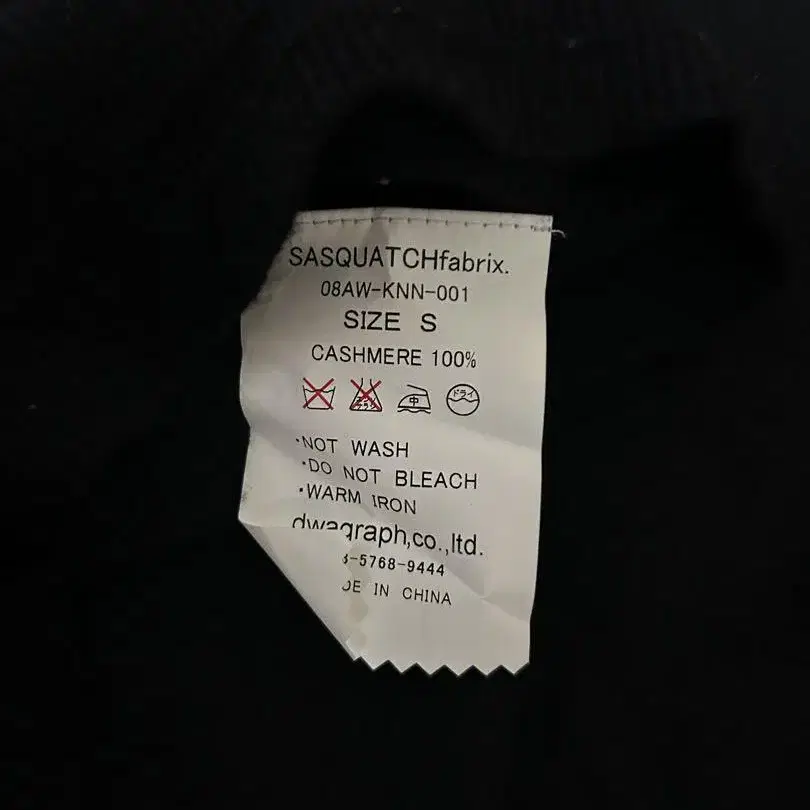 SASQUATCHfabrix.
08AW-KNN-001
SIZE S
CASHMERE 100%
中 ドライ
・NOT WASH
・DO NOT BLEACH
・WARM IRON
dwagraph,co.,ltd.
-5768-9444
IN CHINA